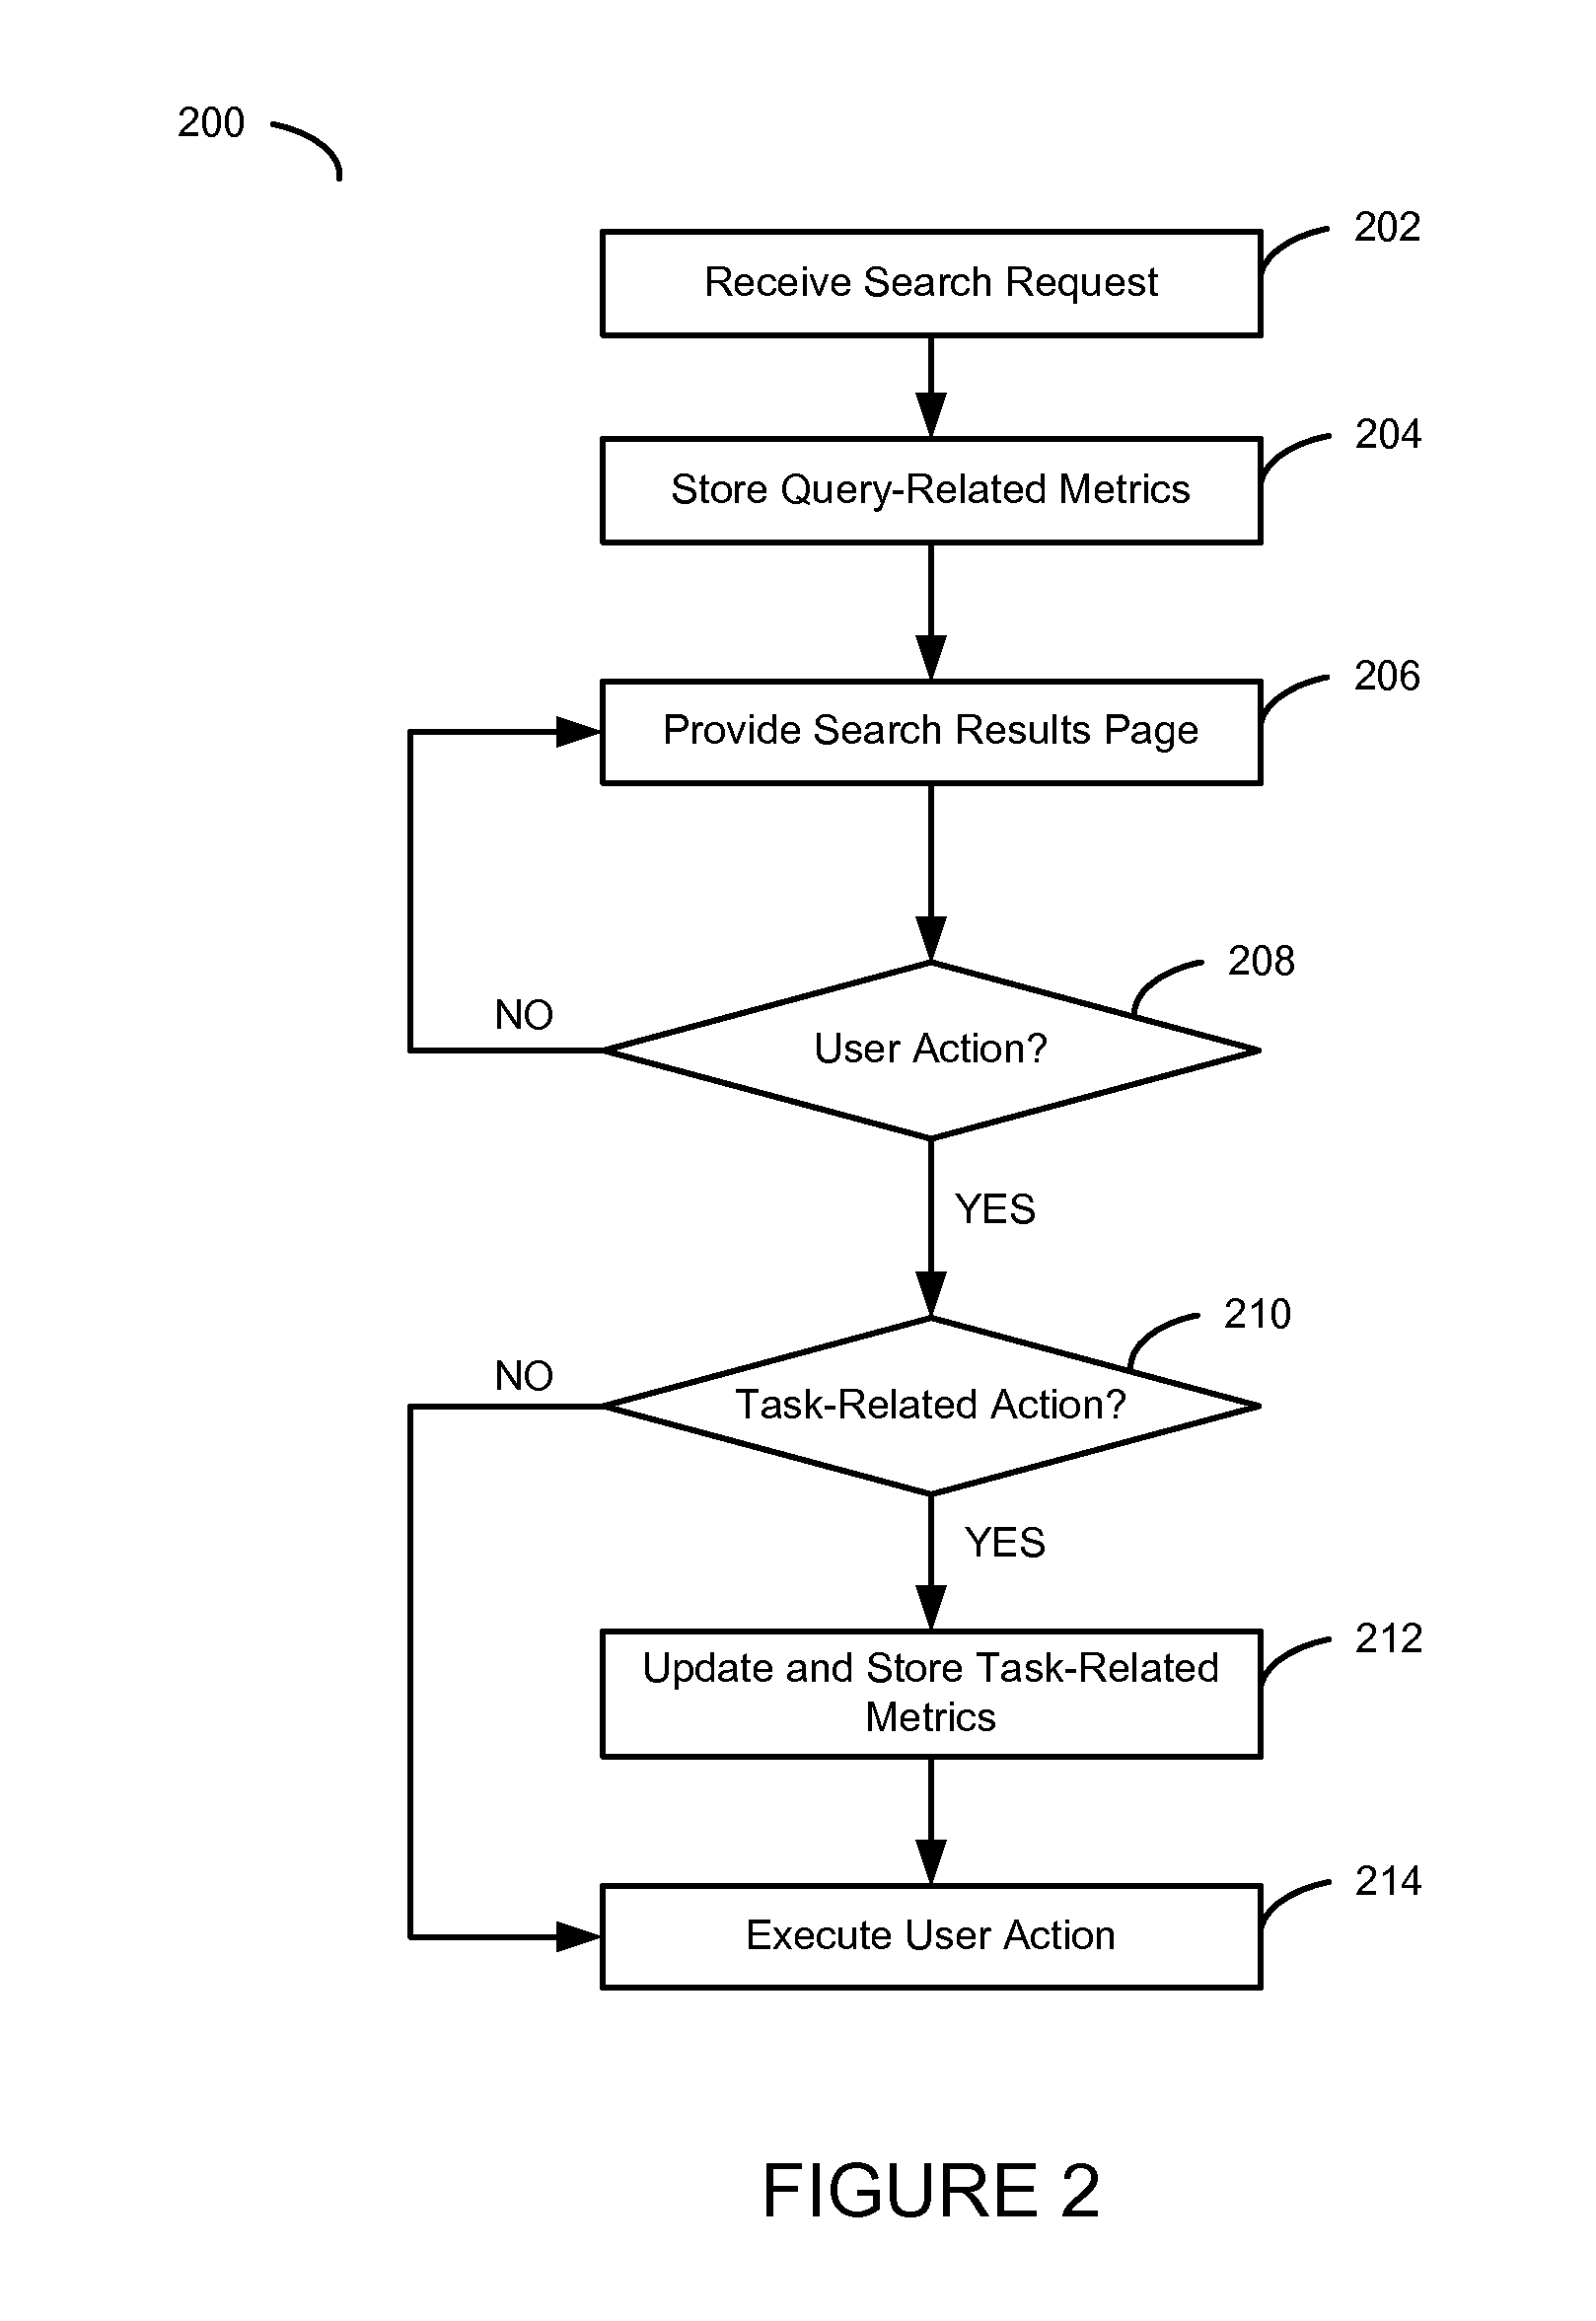 200
202
Receive Search Request
204
Store Query-Related Metrics
206
Provide Search Results Page
208
NO
User Action?
YES
210
NO
Task-Related Action?
YES
212
Update and Store Task-Related
Metrics
214
Execute User Action
FIGURE 2